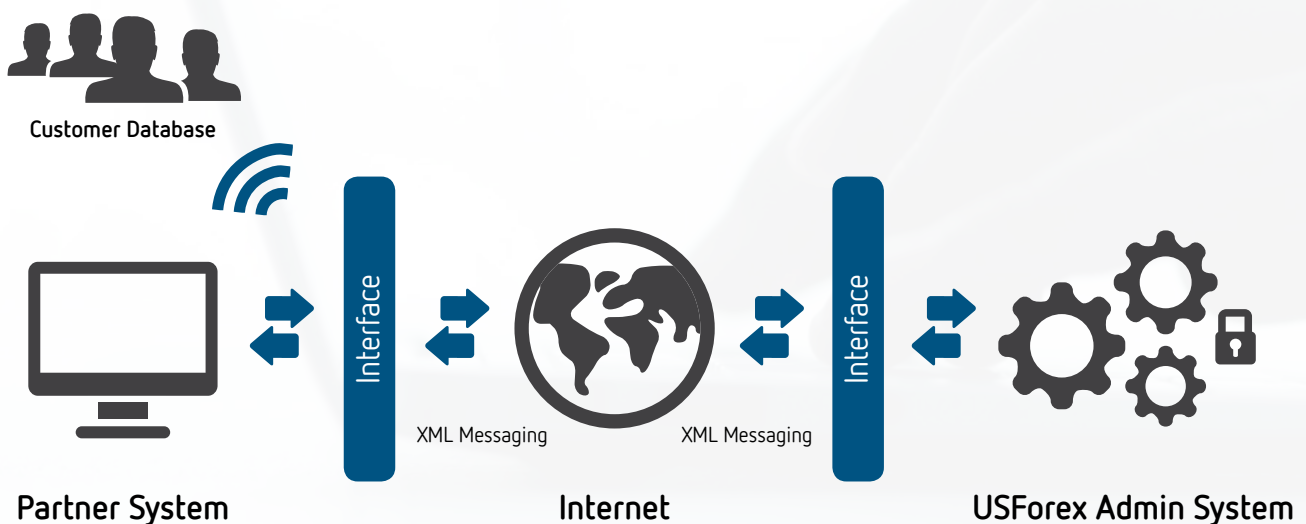 Customer Database
Interface
Interface
XML Messaging
XML Messaging
Partner System
Internet
USForex Admin System